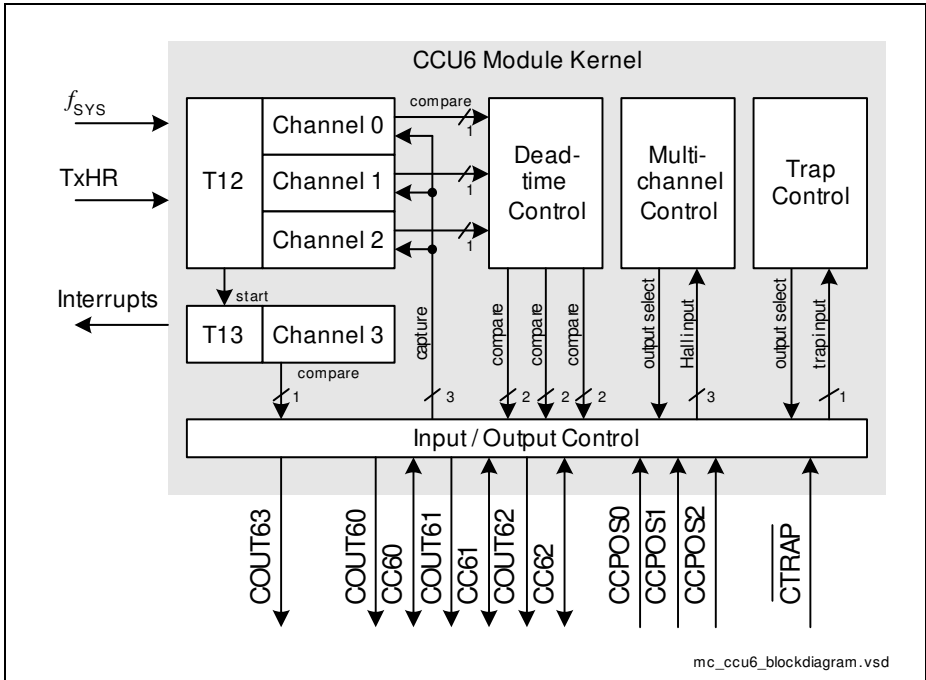 CCU6 Module Kernel
fSYS
TxHR
Interrupts
T12
Channel 0
Channel 1
Channel 2
compare
1
1
1
Dead-
time
Control
Multi-
channel
Control
Trap
Control
start
T13
Channel 3
compare
1
capture
3
compare
2
compare
2
compare
2
output select
Hall input
3
output select
trap input
1
Input / Output Control
COUT63
COUT60
CC60
COUT61
CC61
COUT62
CC62
CCPOS0
CCPOS1
CCPOS2
CTRAP
mc_ccu6_blockdiagram.vsd